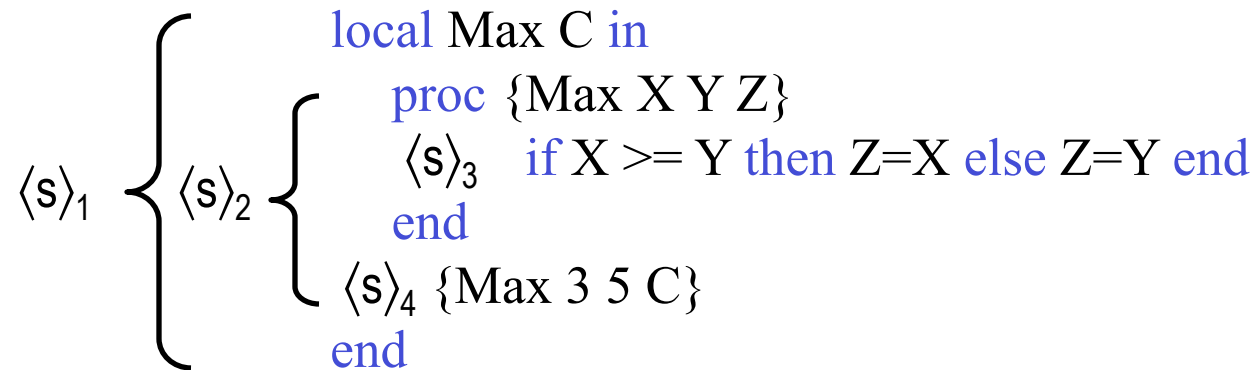 local Max C in
proc {Max X Y Z}
⟨s⟩3 if X >= Y then Z=X else Z=Y end
⟨s⟩1 ⟨s⟩2
end
⟨s⟩4 {Max 3 5 C}
end